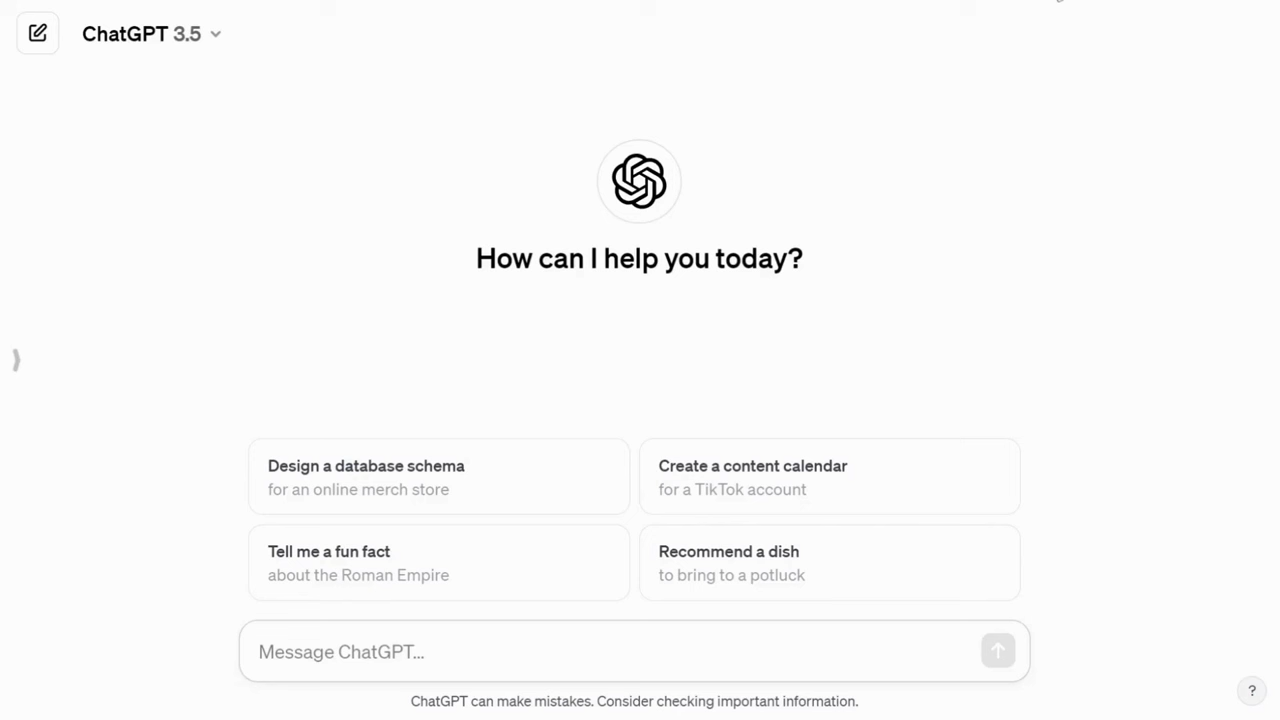 ChatGPT 3.5
How can I help you today?
Design a database schema
for an online merch store
Create a content calendar
for a TikTok account
Tell me a fun fact
about the Roman Empire
Recommend a dish
to bring to a potluck
Message ChatGPT...
ChatGPT can make mistakes. Consider checking important information.
?